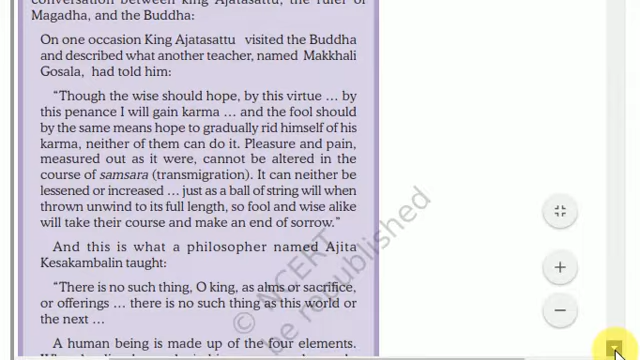 conversation between king Ajatasattu, the ruler of
Magadha, and the Buddha:
On one occasion King Ajatasattu visited the Buddha
and described what another teacher, named Makkhali
Gosala, had told him:
"Though the wise should hope, by this virtue ... by
this penance I will gain karma ... and the fool should
by the same means hope to gradually rid himself of his
karma, neither of them can do it. Pleasure and pain,
measured out as it were, cannot be altered in the
course of samsara (transmigration). It can neither be
lessened or increased ... just as a ball of string will when
thrown unwind to its full length, so fool and wise alike
will take their course and make an end of sorrow."
And this is what a philosopher named Ajita
Kesakambalin taught:
"There is no such thing, O king, as alms or sacrifice,
or offerings ... there is no such thing as this world or
the next ...
A human being is made up of the four elements.
© NCERT
be republished